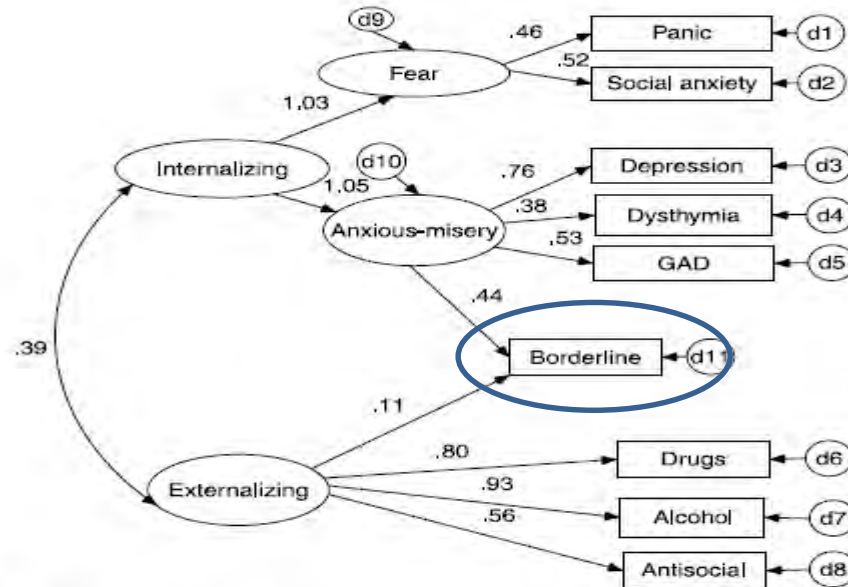 d9
.46
Panic
d1
Fear
.52
Social anxiety
d2
1.03
Internalizing
d10
1.05
.76
Depression
d3
.38
Dysthymia
d4
Anxious-misery
.53
GAD
d5
.44
.39
Borderline
d11
.11
.80
Drugs
d6
Externalizing
.93
Alcohol
d7
.56
Antisocial
d8